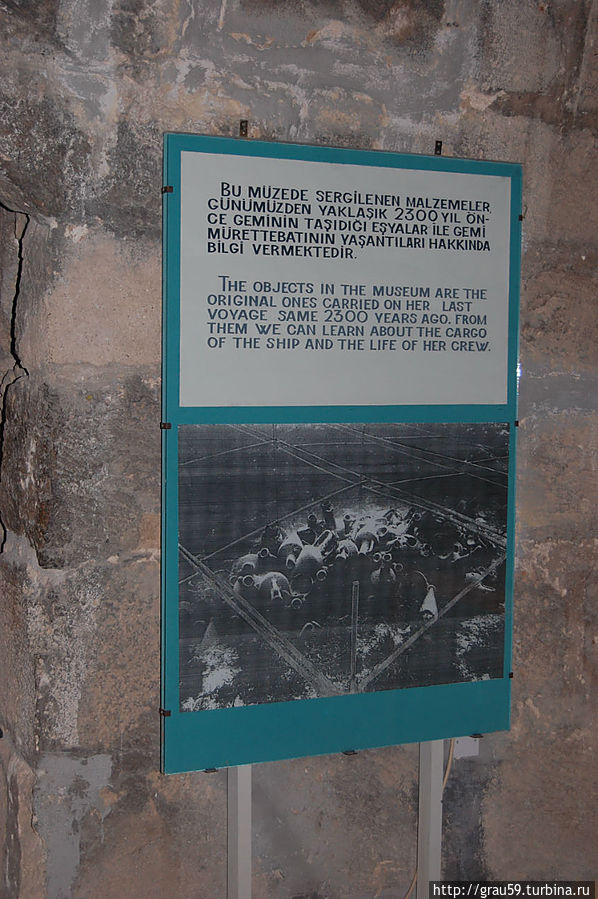 BU MÜZEDE SERGİLENEN MALZEMELER,
GÜNÜMÜZDEN YAKLAŞIK 2300 YIL ÖN-
CE GEMİNİN TAŞIDIĞI EŞYALAR İLE GEMİ
MÜRETTEBATININ YAŞANTILARI HAKKINDA
BİLGİ VERMEKTEDİR.
THE OBJECTS IN THE MUSEUM ARE THE
ORIGINAL ONES CARRIED ON HER LAST
VOYAGE SAME 2300 YEARS AGO. FROM
THEM WE CAN LEARN ABOUT THE CARGO
OF THE SHIP AND THE LIFE OF HER CREW.
http://grau59.turbina.ru